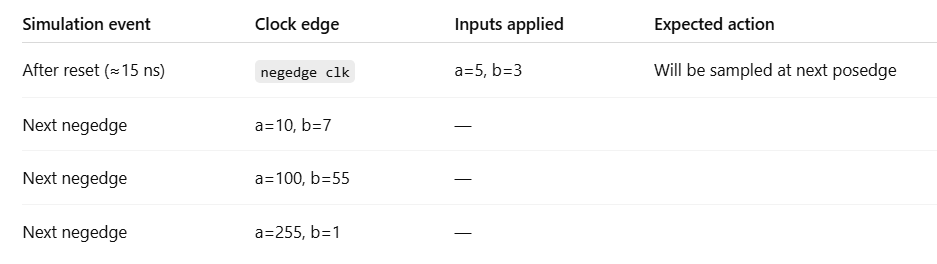 Simulation event Clock edge Inputs applied Expected action
After reset (≈15 ns) negedge clk a=5, b=3 Will be sampled at next posedge
Next negedge a=10, b=7 —
Next negedge a=100, b=55 —
Next negedge a=255, b=1 —